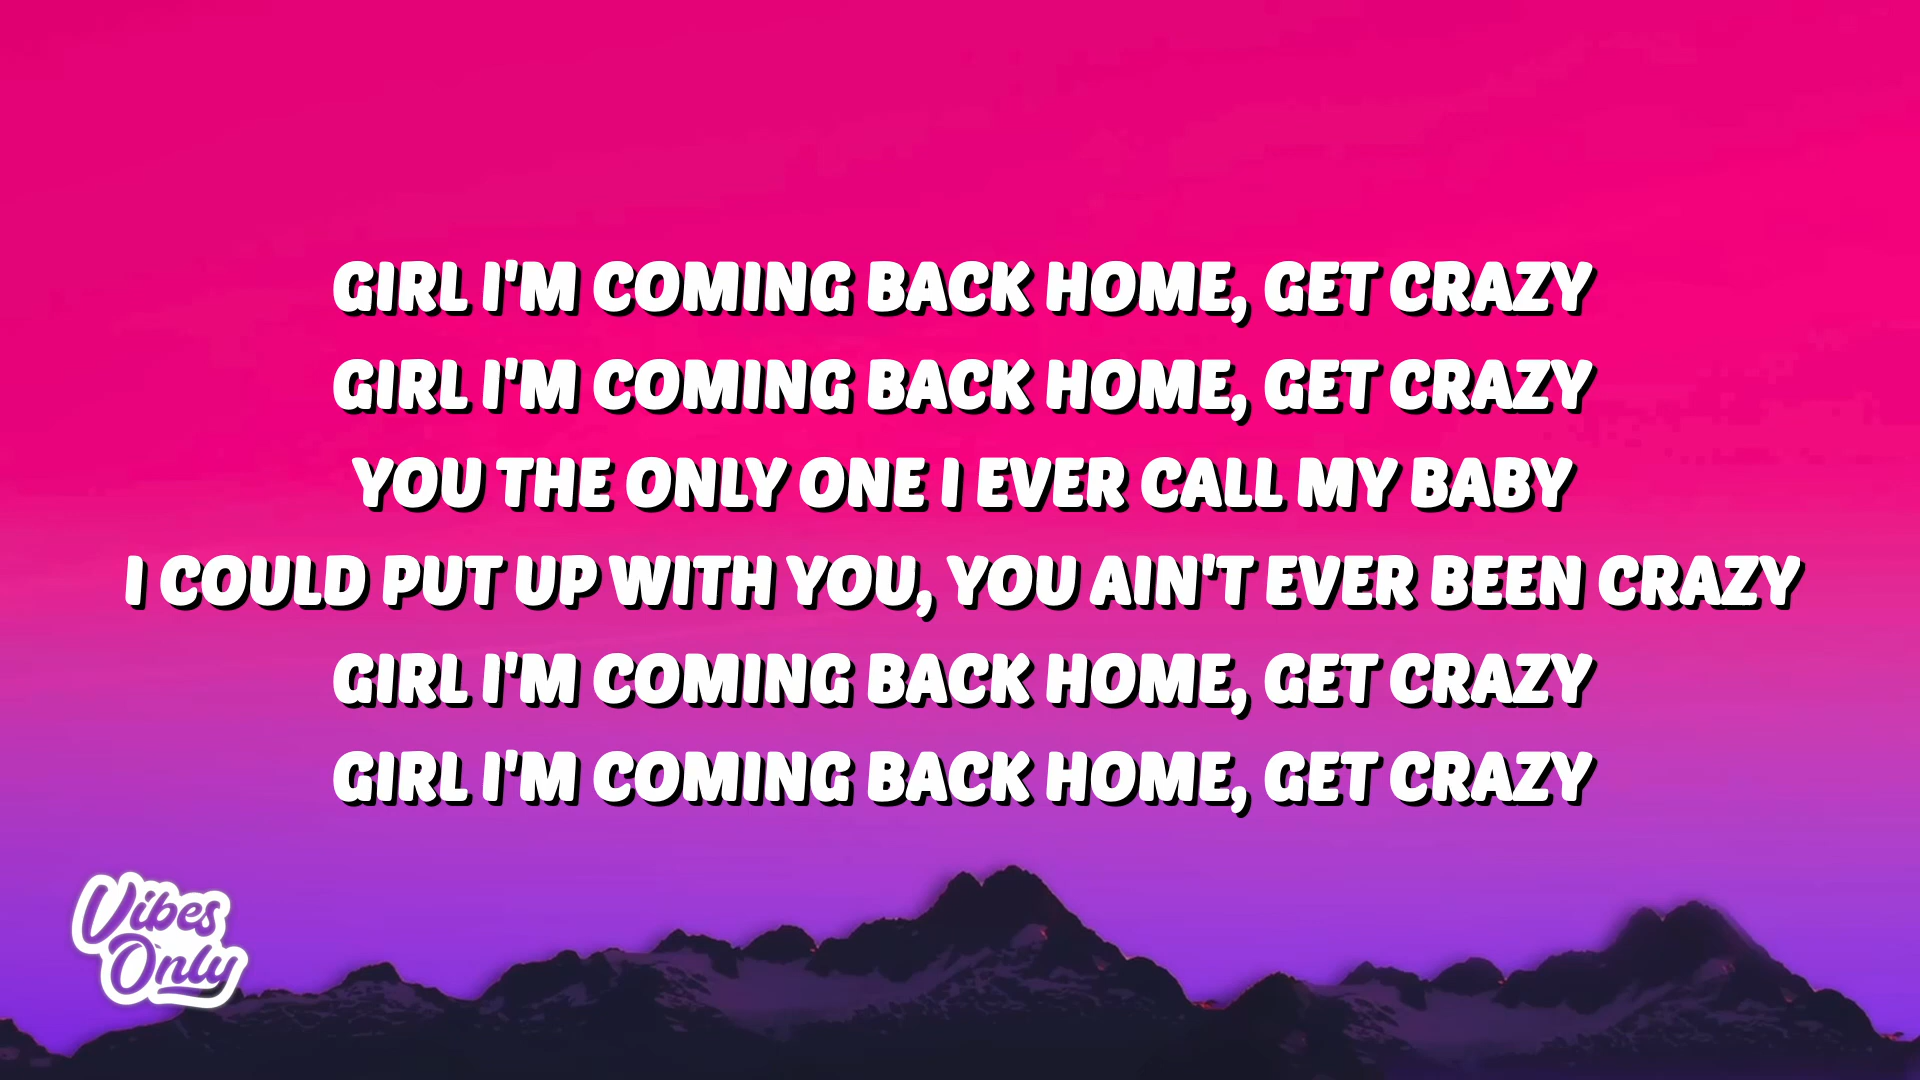 GIRL I'M COMING BACK HOME, GET CRAZY
GIRL I'M COMING BACK HOME, GET CRAZY
YOU THE ONLY ONE I EVER CALL MY BABY
I COULD PUT UP WITH YOU, YOU AIN'T EVER BEEN CRAZY
GIRL I'M COMING BACK HOME, GET CRAZY
GIRL I'M COMING BACK HOME, GET CRAZY
Vibes
Only